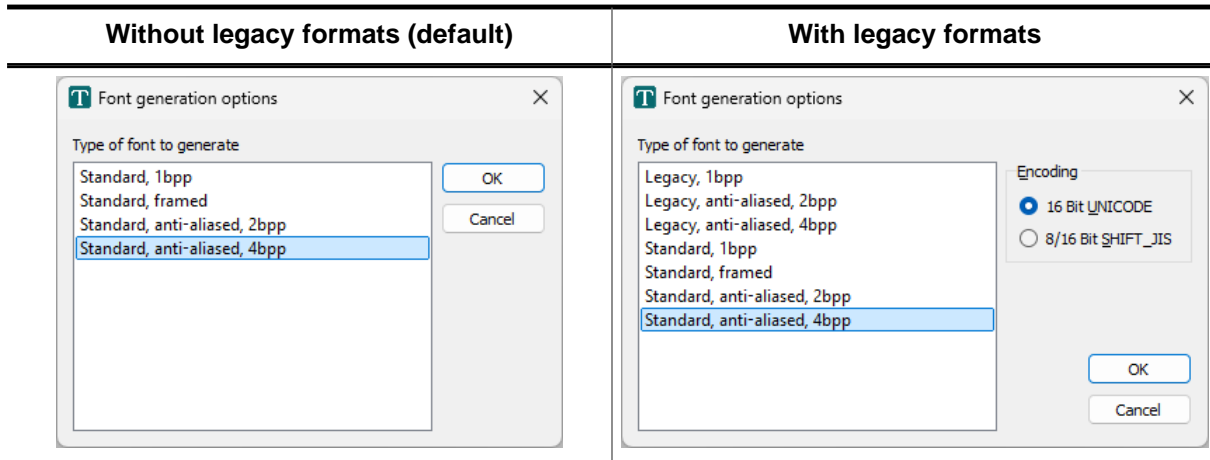 Without legacy formats (default)
With legacy formats
T Font generation options
Type of font to generate
Standard, 1bpp
Standard, framed
Standard, anti-aliased, 2bpp
Standard, anti-aliased, 4bpp
OK
Cancel
T Font generation options
Type of font to generate
Legacy, 1bpp
Legacy, anti-aliased, 2bpp
Legacy, anti-aliased, 4bpp
Standard, 1bpp
Standard, framed
Standard, anti-aliased, 2bpp
Standard, anti-aliased, 4bpp
Encoding
16 Bit UNICODE
8/16 Bit SHIFT_JIS
OK
Cancel